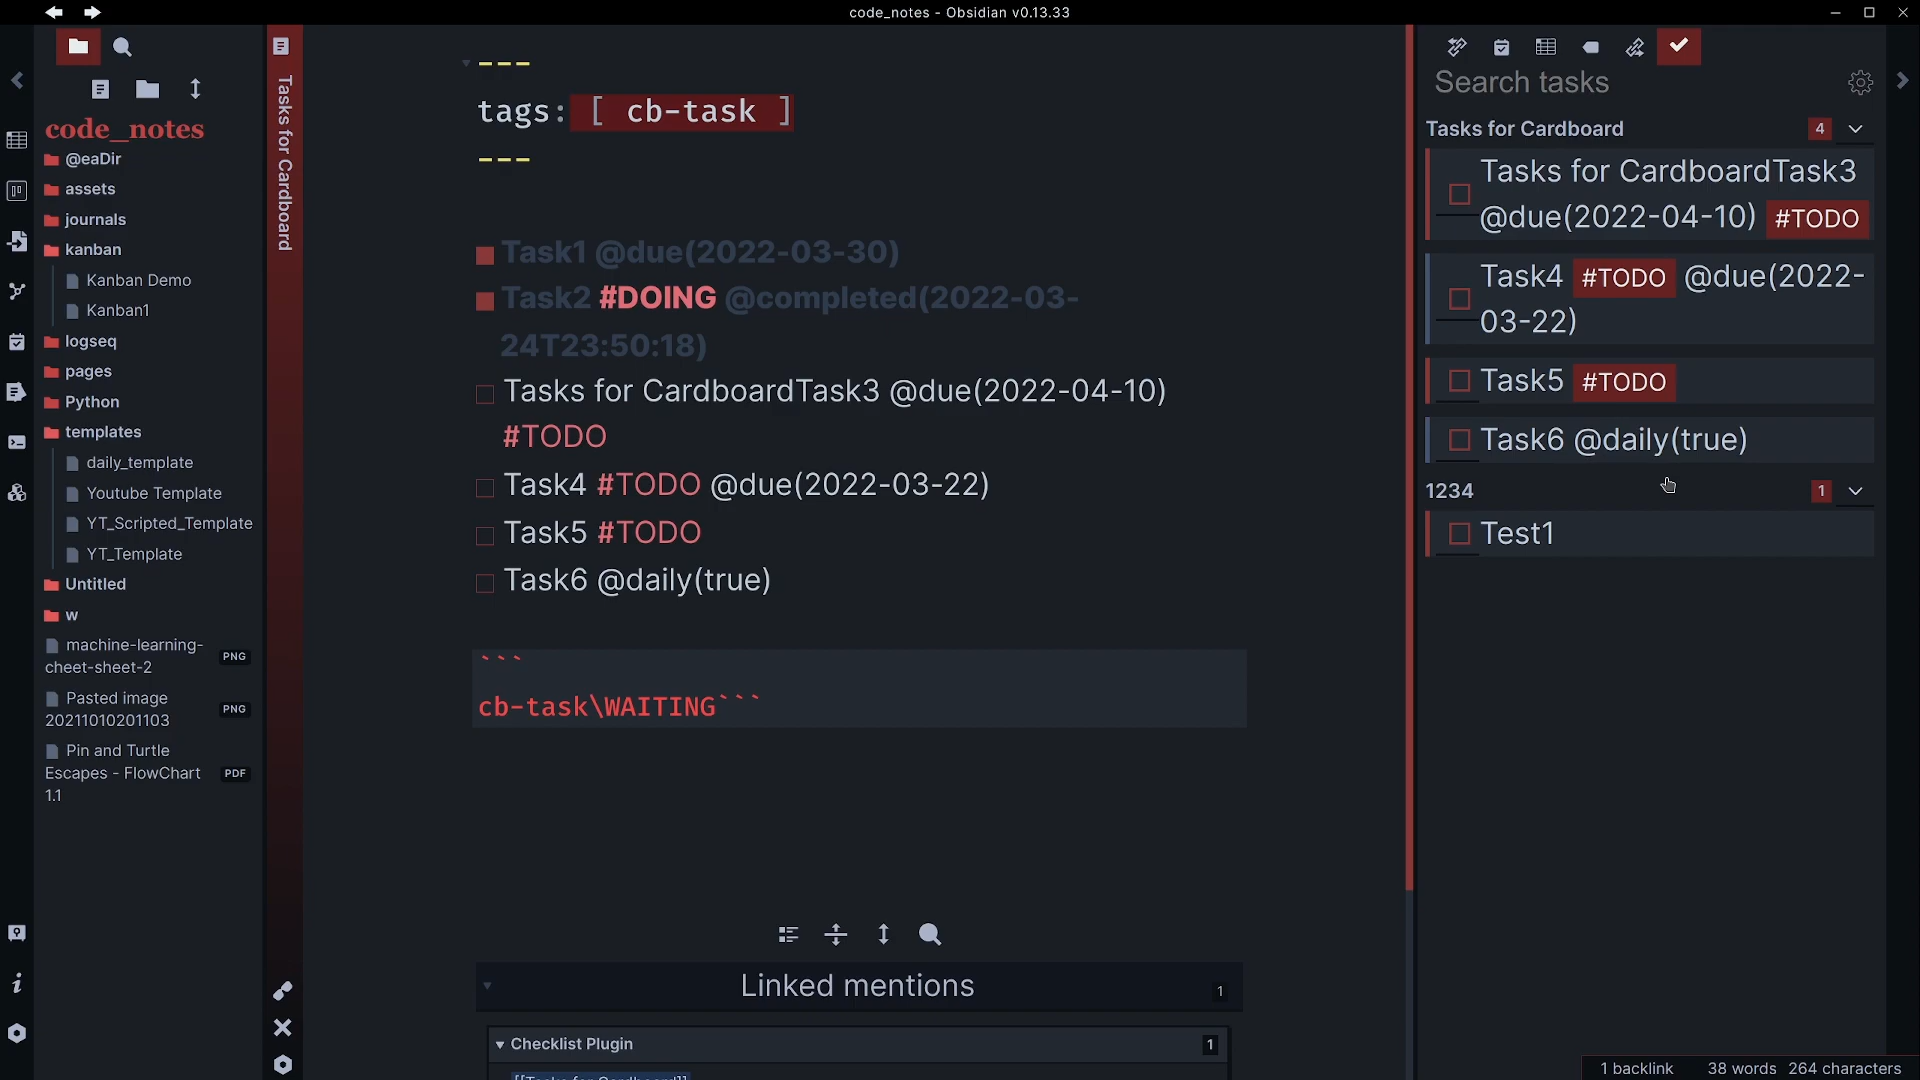 code_notes - Obsidian v0.13.33
code_notes
@eaDir
assets
journals
kanban
Kanban Demo
Kanban1
logseq
pages
Python
templates
daily_template
Youtube Template
YT_Scripted_Template
YT_Template
Untitled
w
machine-learning-
cheet-sheet-2
PNG
Pasted image
20211010201103
PNG
Pin and Turtle
Escapes - FlowChart
1.1
PDF
Tasks for Cardboard
---
tags: [ cb-task ]
---
Task1 @due(2022-03-30)
Task2 #DOING @completed(2022-03-
24T23:50:18)
Tasks for CardboardTask3 @due(2022-04-10)
#TODO
Task4 #TODO @due(2022-03-22)
Task5 #TODO
Task6 @daily(true)
```
cb-task\WAITING```
Linked mentions
1
Checklist Plugin
1
[[Tasks for Cardboard]]
Search tasks
Tasks for Cardboard
4
Tasks for CardboardTask3
@due(2022-04-10) #TODO
Task4 #TODO @due(2022-
03-22)
Task5 #TODO
Task6 @daily(true)
1234
1
Test1
1 backlink 38 words 264 characters